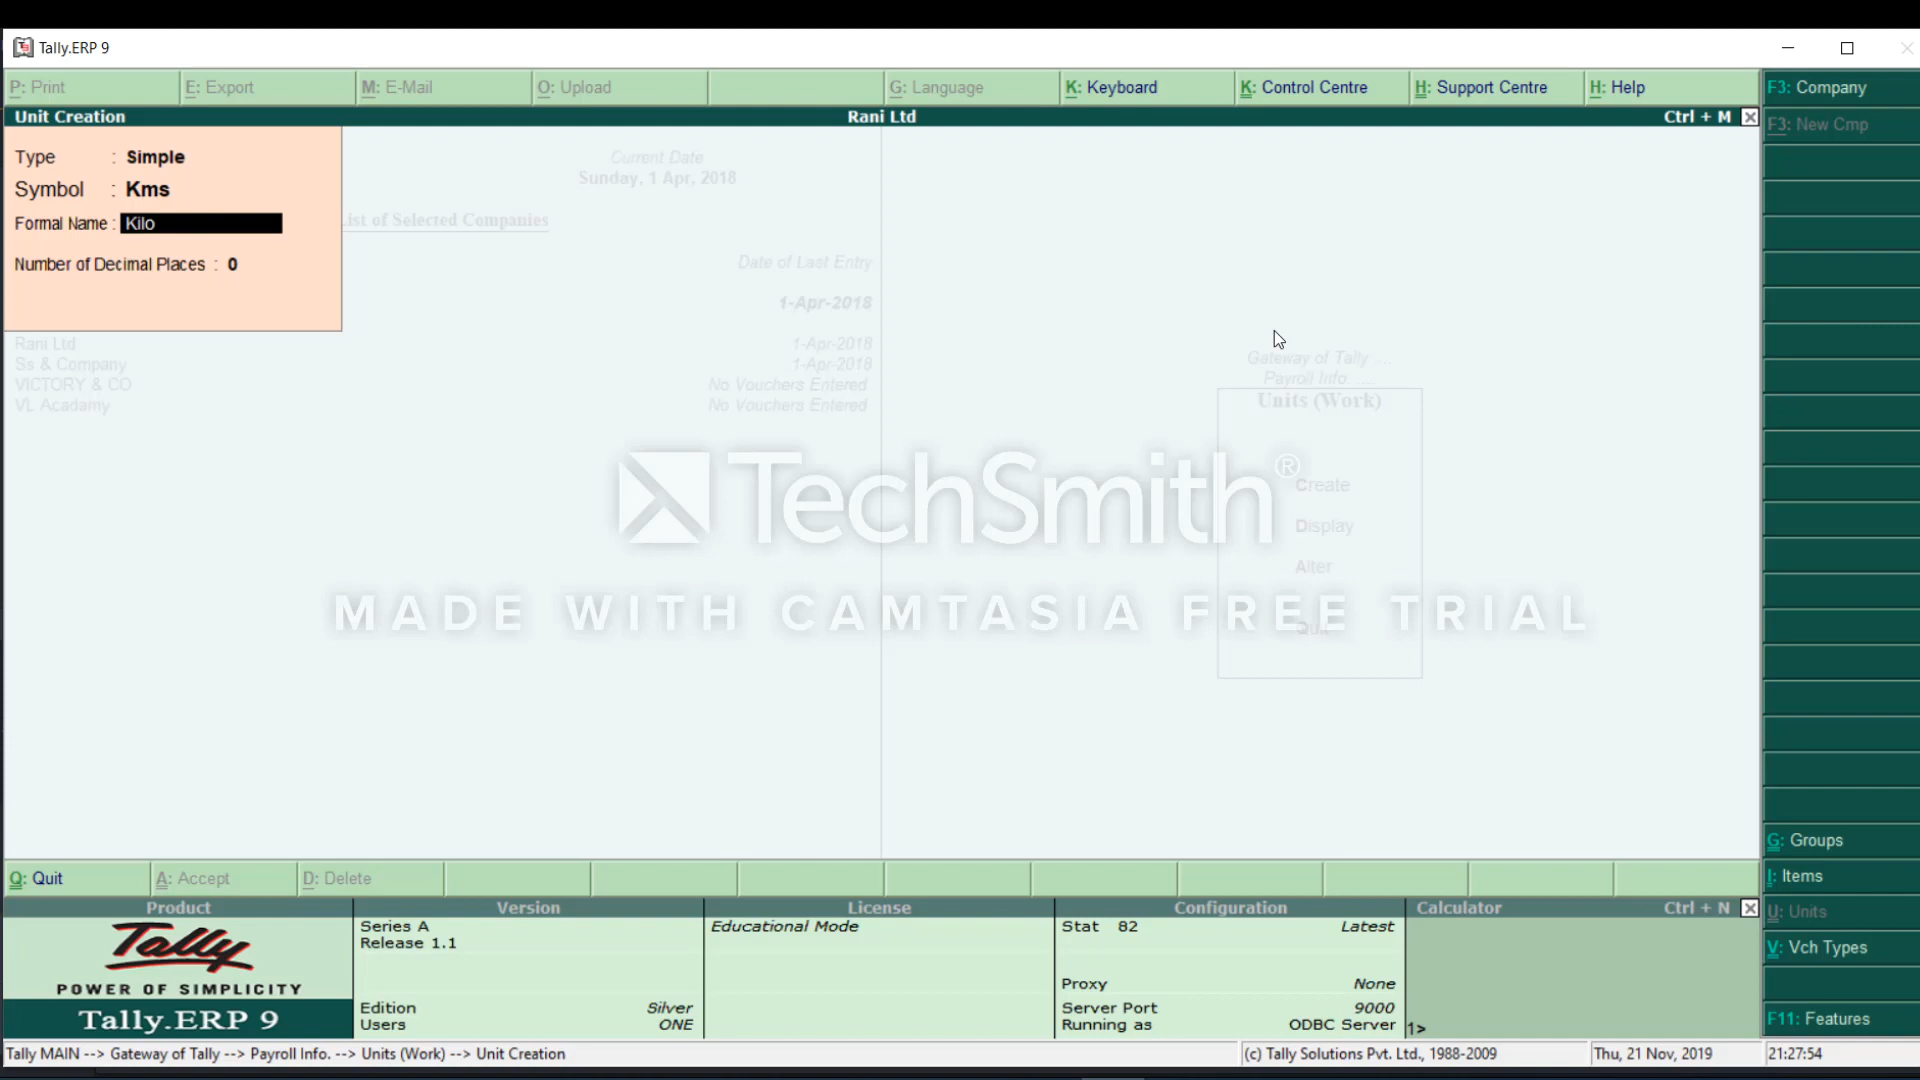 Tally.ERP 9
P: Print
E: Export
M: E-Mail
O: Upload
G: Language
K: Keyboard
K: Control Centre
H: Support Centre
H: Help
F3: Company
Unit Creation
Rani Ltd
Ctrl + M
F3: New Cmp
Type : Simple
Symbol : Kms
Formal Name : Kilo
Number of Decimal Places : 0
Current Date
Sunday, 1 Apr, 2018
List of Selected Companies
Date of Last Entry
1-Apr-2018
Rani Ltd 1-Apr-2018
Ss & Company 1-Apr-2018
VICTORY & CO No Vouchers Entered
VL Acadamy No Vouchers Entered
Gateway of Tally ....
Payroll Info. .....
Units (Work)
Create
Display
Alter
Quit
TechSmith®
MADE WITH CAMTASIA FREE TRIAL
G: Groups
I: Items
U: Units
V: Vch Types
F11: Features
Q: Quit
A: Accept
D: Delete
Product
Tally
POWER OF SIMPLICITY
Tally.ERP 9
Version
Series A
Release 1.1
Edition Silver
Users ONE
License
Educational Mode
Configuration
Stat 82 Latest
Proxy None
Server Port 9000
Running as ODBC Server
Calculator Ctrl + N
1>
Tally MAIN --> Gateway of Tally --> Payroll Info. --> Units (Work) --> Unit Creation
(c) Tally Solutions Pvt. Ltd., 1988-2009
Thu, 21 Nov, 2019
21:27:54